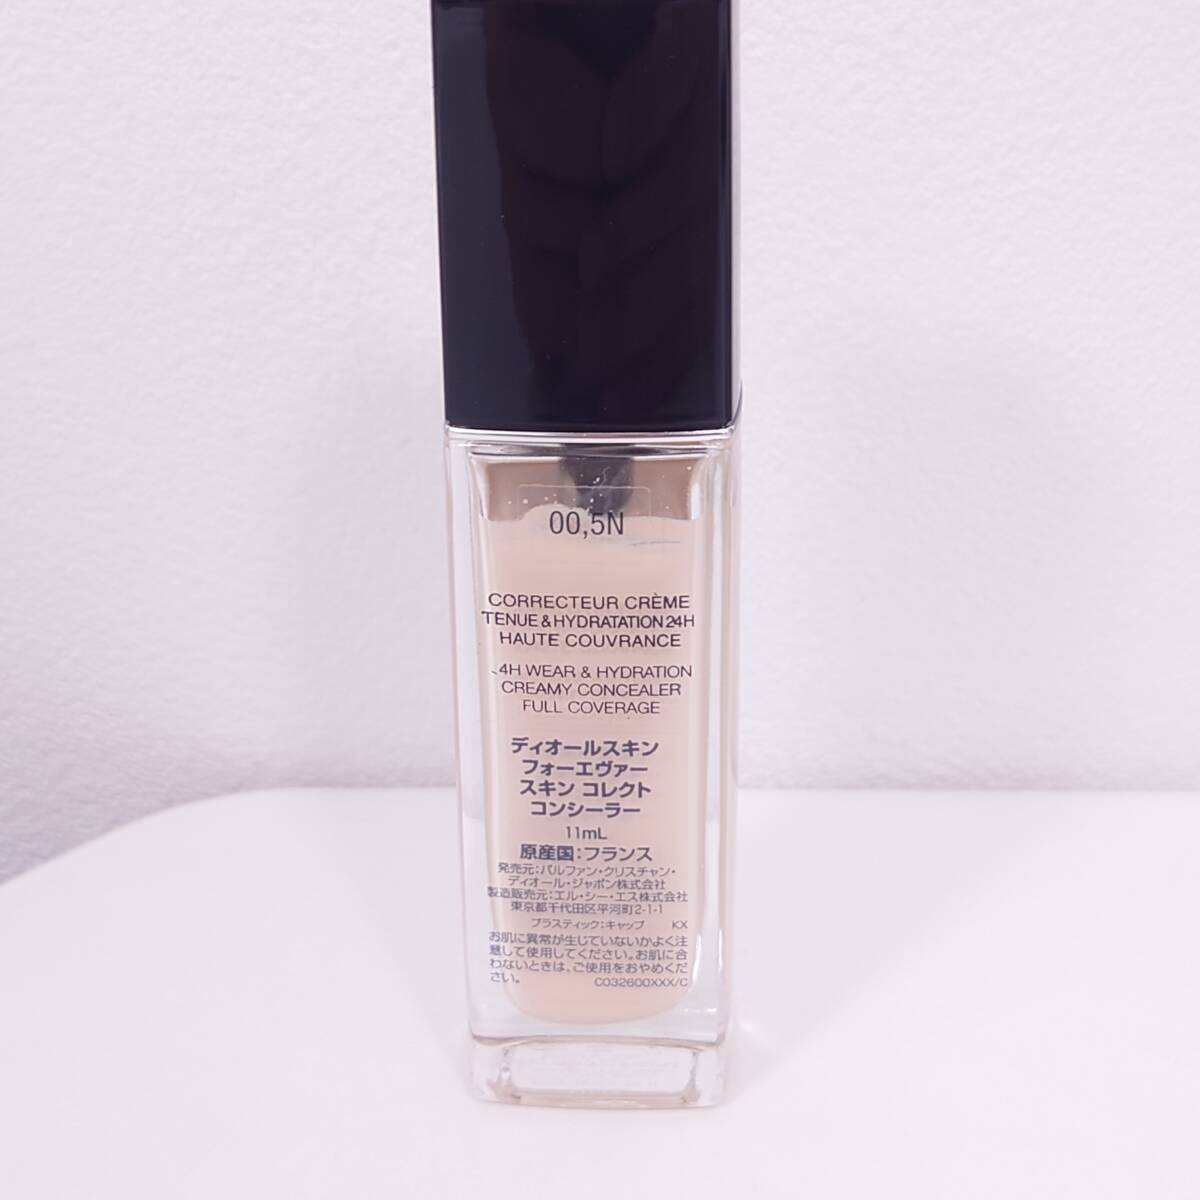 00,5N
CORRECTEUR CRÈME
TENUE & HYDRATATION 24H
HAUTE COUVRANCE
4H WEAR & HYDRATION
CREAMY CONCEALER
FULL COVERAGE
ディオールスキン
フォーエヴァー
スキン コレクト
コンシーラー
11mL
原産国：フランス
発売元：パルファン・クリスチャン・
ディオール・ジャポン株式会社
製造販売元：エル・シー・エス株式会社
東京都千代田区平河町2-1-1
プラスティック：キャップ KX
お肌に異常が生じていないかよく注
意して使用してください。お肌に合
わないときは、ご使用をおやめくだ
さい。 C032600XXX/C